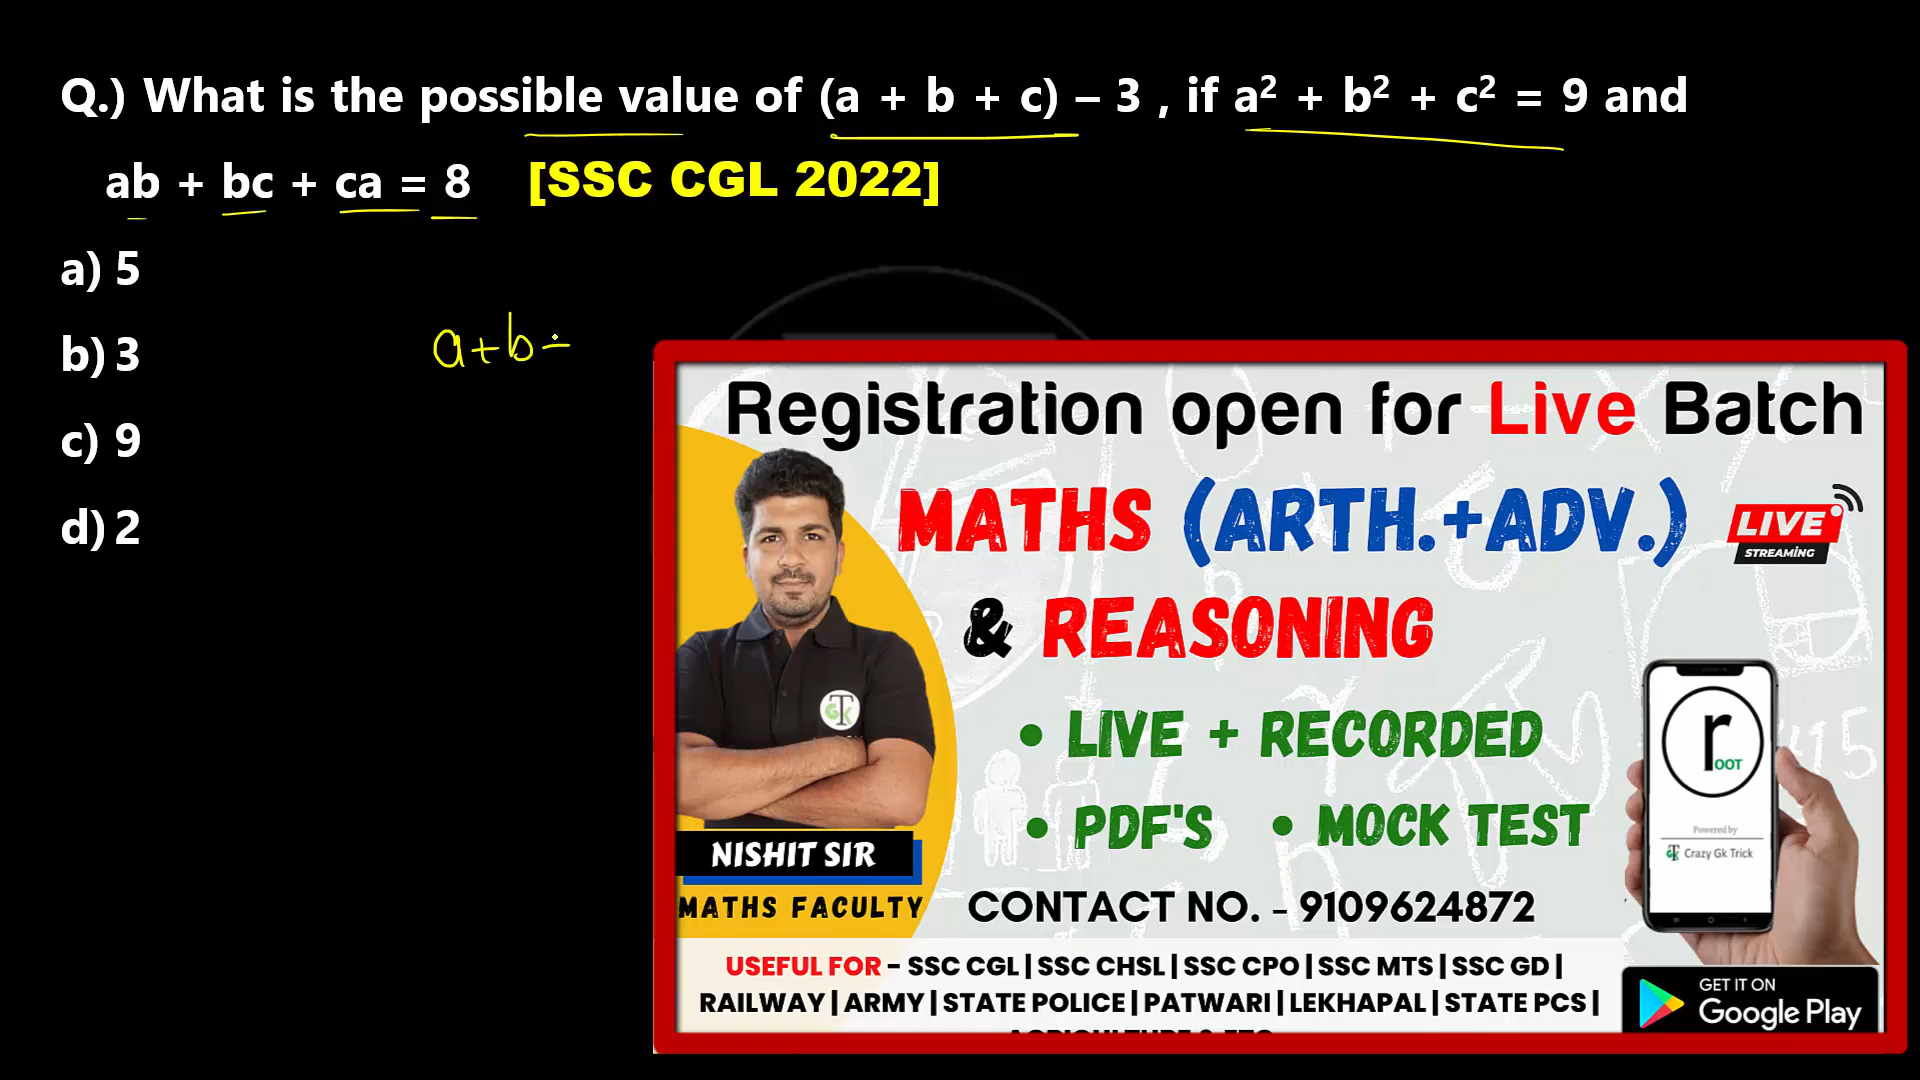 Q.) What is the possible value of (a + b + c) – 3 , if a² + b² + c² = 9 and
ab + bc + ca = 8 [SSC CGL 2022]
a) 5
b) 3
c) 9
d) 2
a+b=
Registration open for Live Batch
MATHS (ARTH.+ADV.)
LIVE
STREAMING
& REASONING
• LIVE + RECORDED
• PDF'S • MOCK TEST
CONTACT NO. - 9109624872
TGK
NISHIT SIR
MATHS FACULTY
rOOT
Powered by
Crazy Gk Trick
USEFUL FOR - SSC CGL | SSC CHSL | SSC CPO | SSC MTS | SSC GD |
RAILWAY | ARMY | STATE POLICE | PATWARI | LEKHAPAL | STATE PCS |
GET IT ON
Google Play